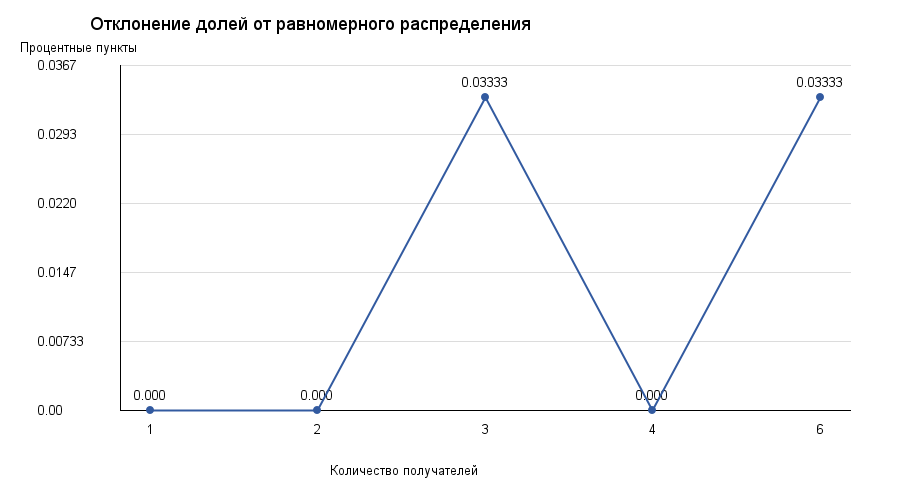 Отклонение долей от равномерного распределения
Процентные пункты
0.0367
0.03333 0.03333
0.0293
0.0220
0.0147
0.00733
0.000 0.000 0.000
0.00
1 2 3 4 6
Количество получателей